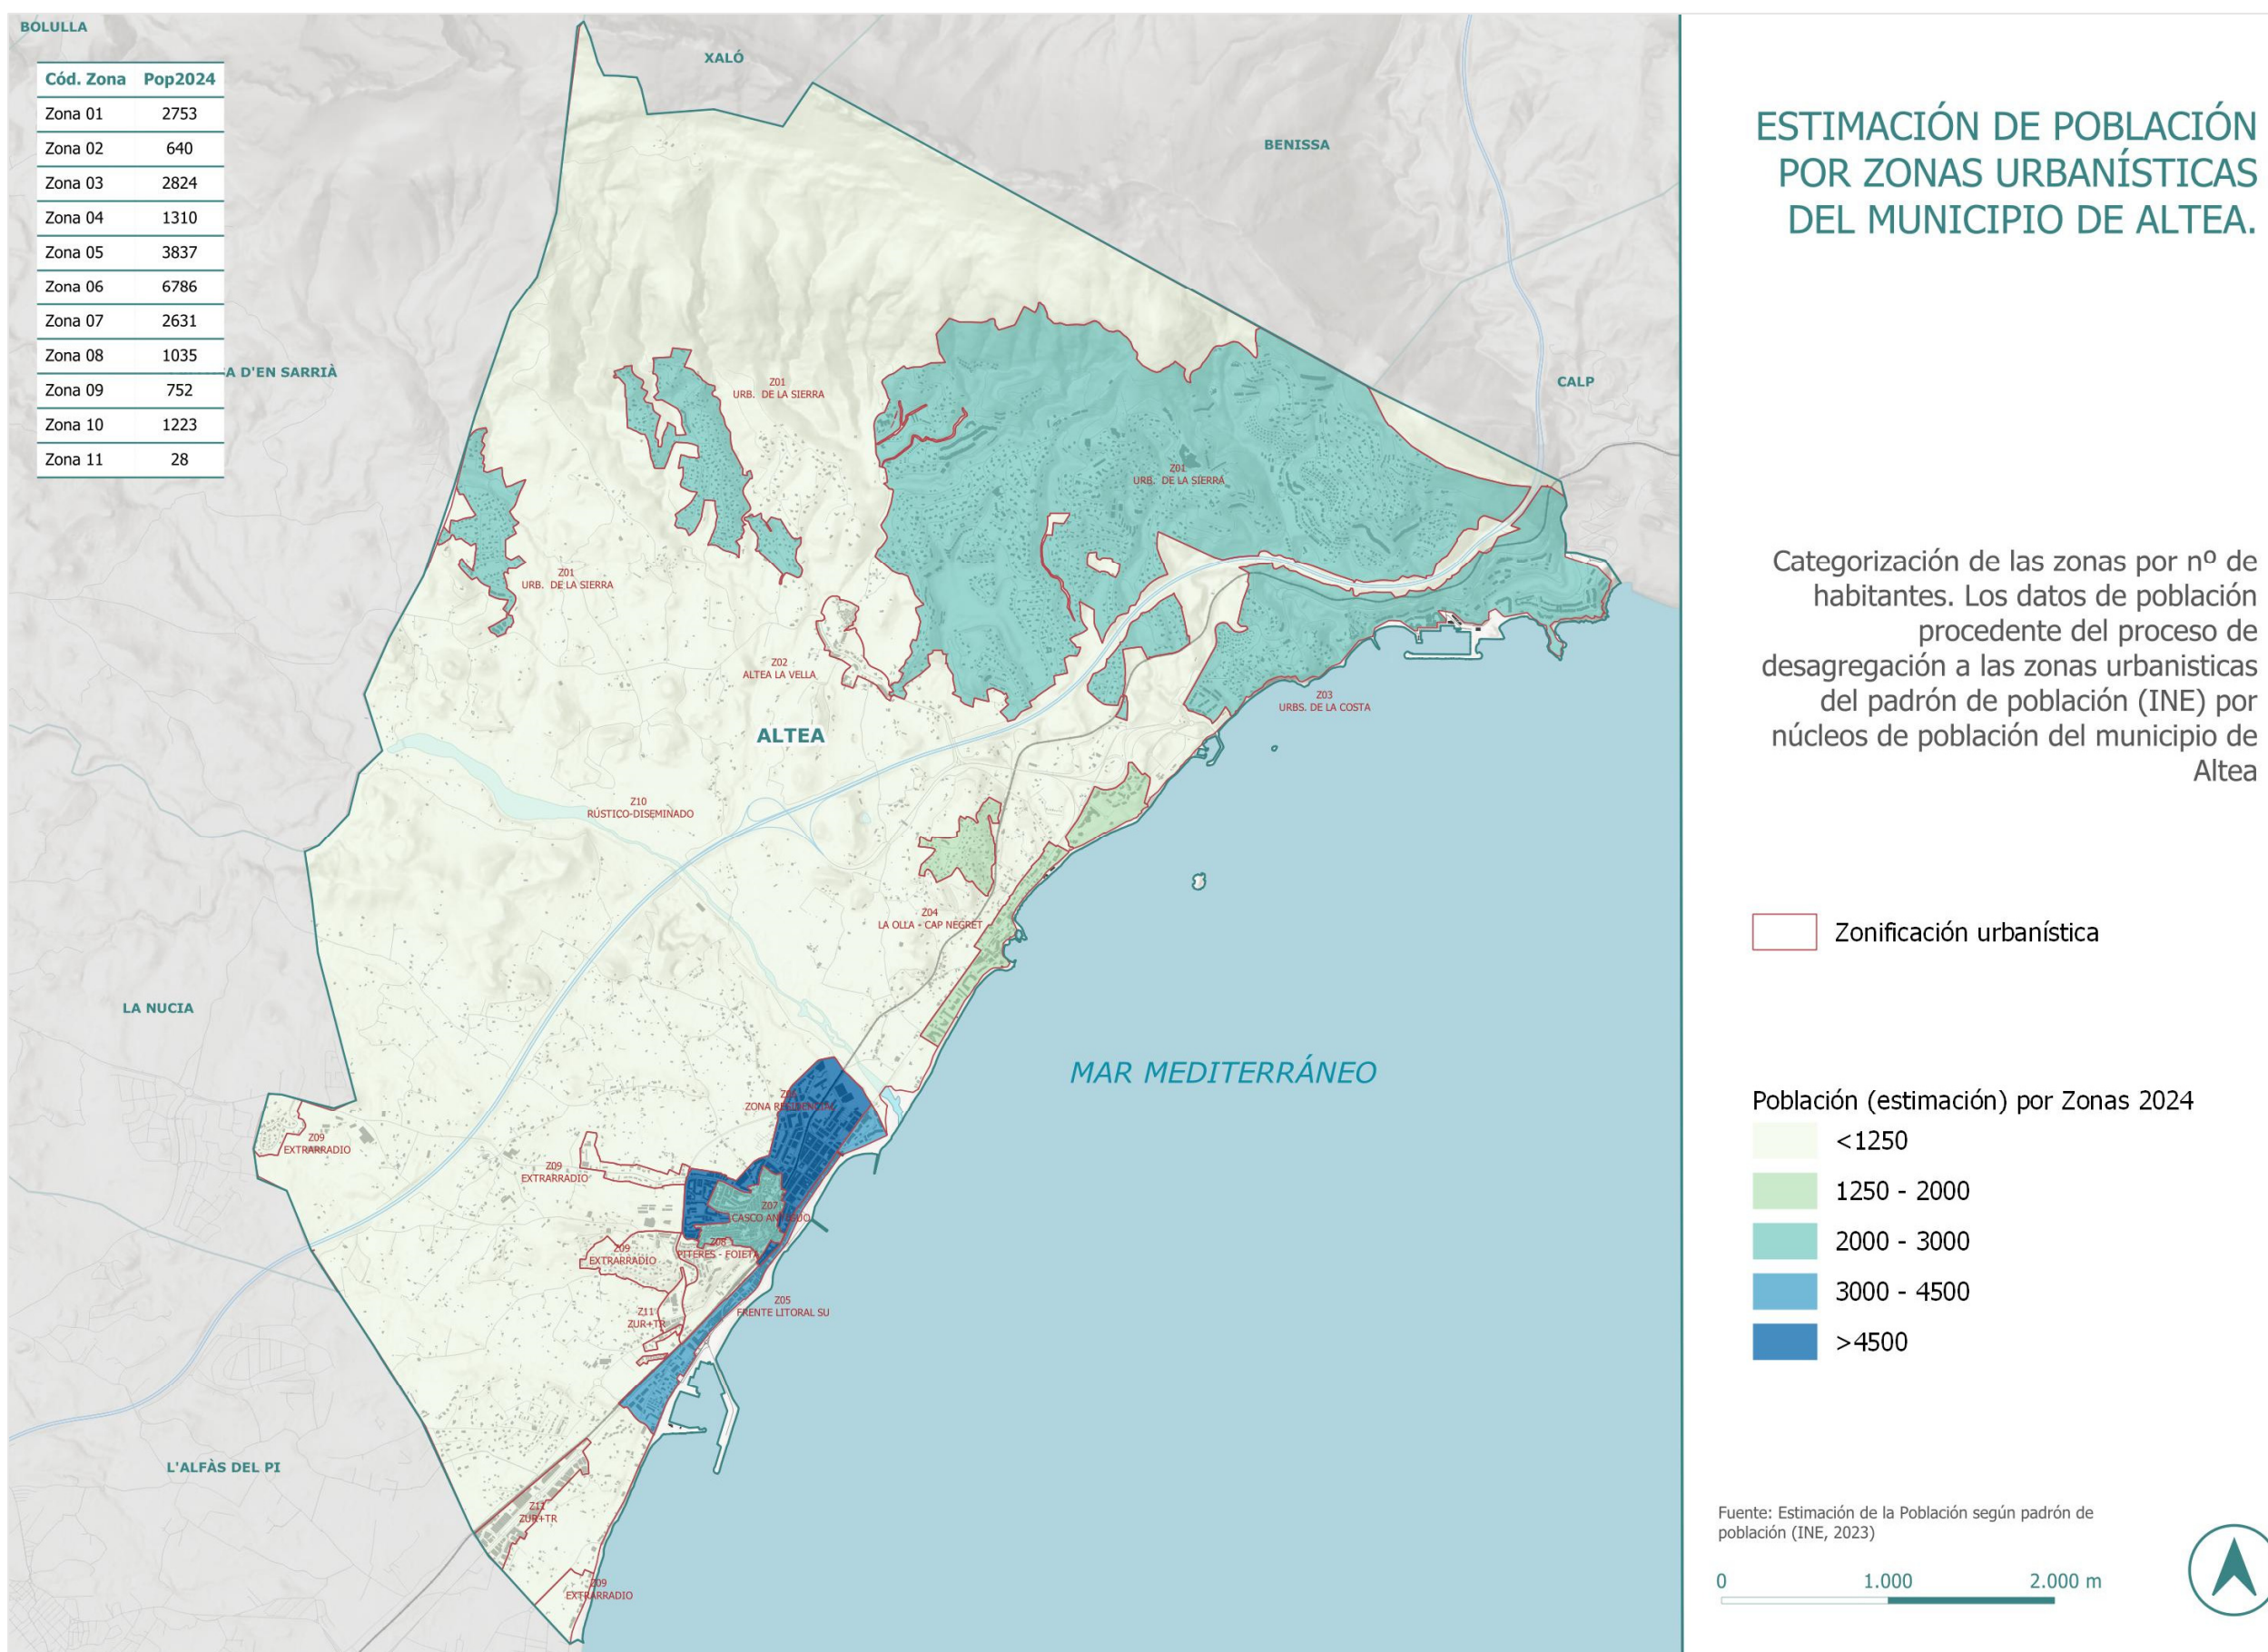 BOLULLA
XALÓ
BENISSA
CALP
Cód. Zona Pop2024
Zona 01 2753
Zona 02 640
Zona 03 2824
Zona 04 1310
Zona 05 3837
Zona 06 6786
Zona 07 2631
Zona 08 1035
Zona 09 752
Zona 10 1223
Zona 11 28
A D'EN SARRIÀ
Z01
URB. DE LA SIERRA
Z01
URB. DE LA SIERRA
Z01
URB. DE LA SIERRA
Z02
ALTEA LA VELLA
Z03
URBS. DE LA COSTA
ALTEA
Z10
RÚSTICO-DISEMINADO
Z04
LA OLLA - CAP NEGRET
LA NUCIA
MAR MEDITERRÁNEO
ZONA RESIDENCIAL
Z09
EXTRARRADIO
Z09
EXTRARRADIO
Z07
CASCO ANTIGUO
Z08
PITERES - FOIETA
Z09
EXTRARRADIO
Z05
FRENTE LITORAL SU
Z11
ZUR+TR
L'ALFÀS DEL PI
Z11
ZUR+TR
Z09
EXTRARRADIO
ESTIMACIÓN DE POBLACIÓN
POR ZONAS URBANÍSTICAS
DEL MUNICIPIO DE ALTEA.
Categorización de las zonas por nº de
habitantes. Los datos de población
procedente del proceso de
desagregación a las zonas urbanisticas
del padrón de población (INE) por
núcleos de población del municipio de
Altea
Zonificación urbanística
Población (estimación) por Zonas 2024
<1250
1250 - 2000
2000 - 3000
3000 - 4500
>4500
Fuente: Estimación de la Población según padrón de
población (INE, 2023)
0 1.000 2.000 m